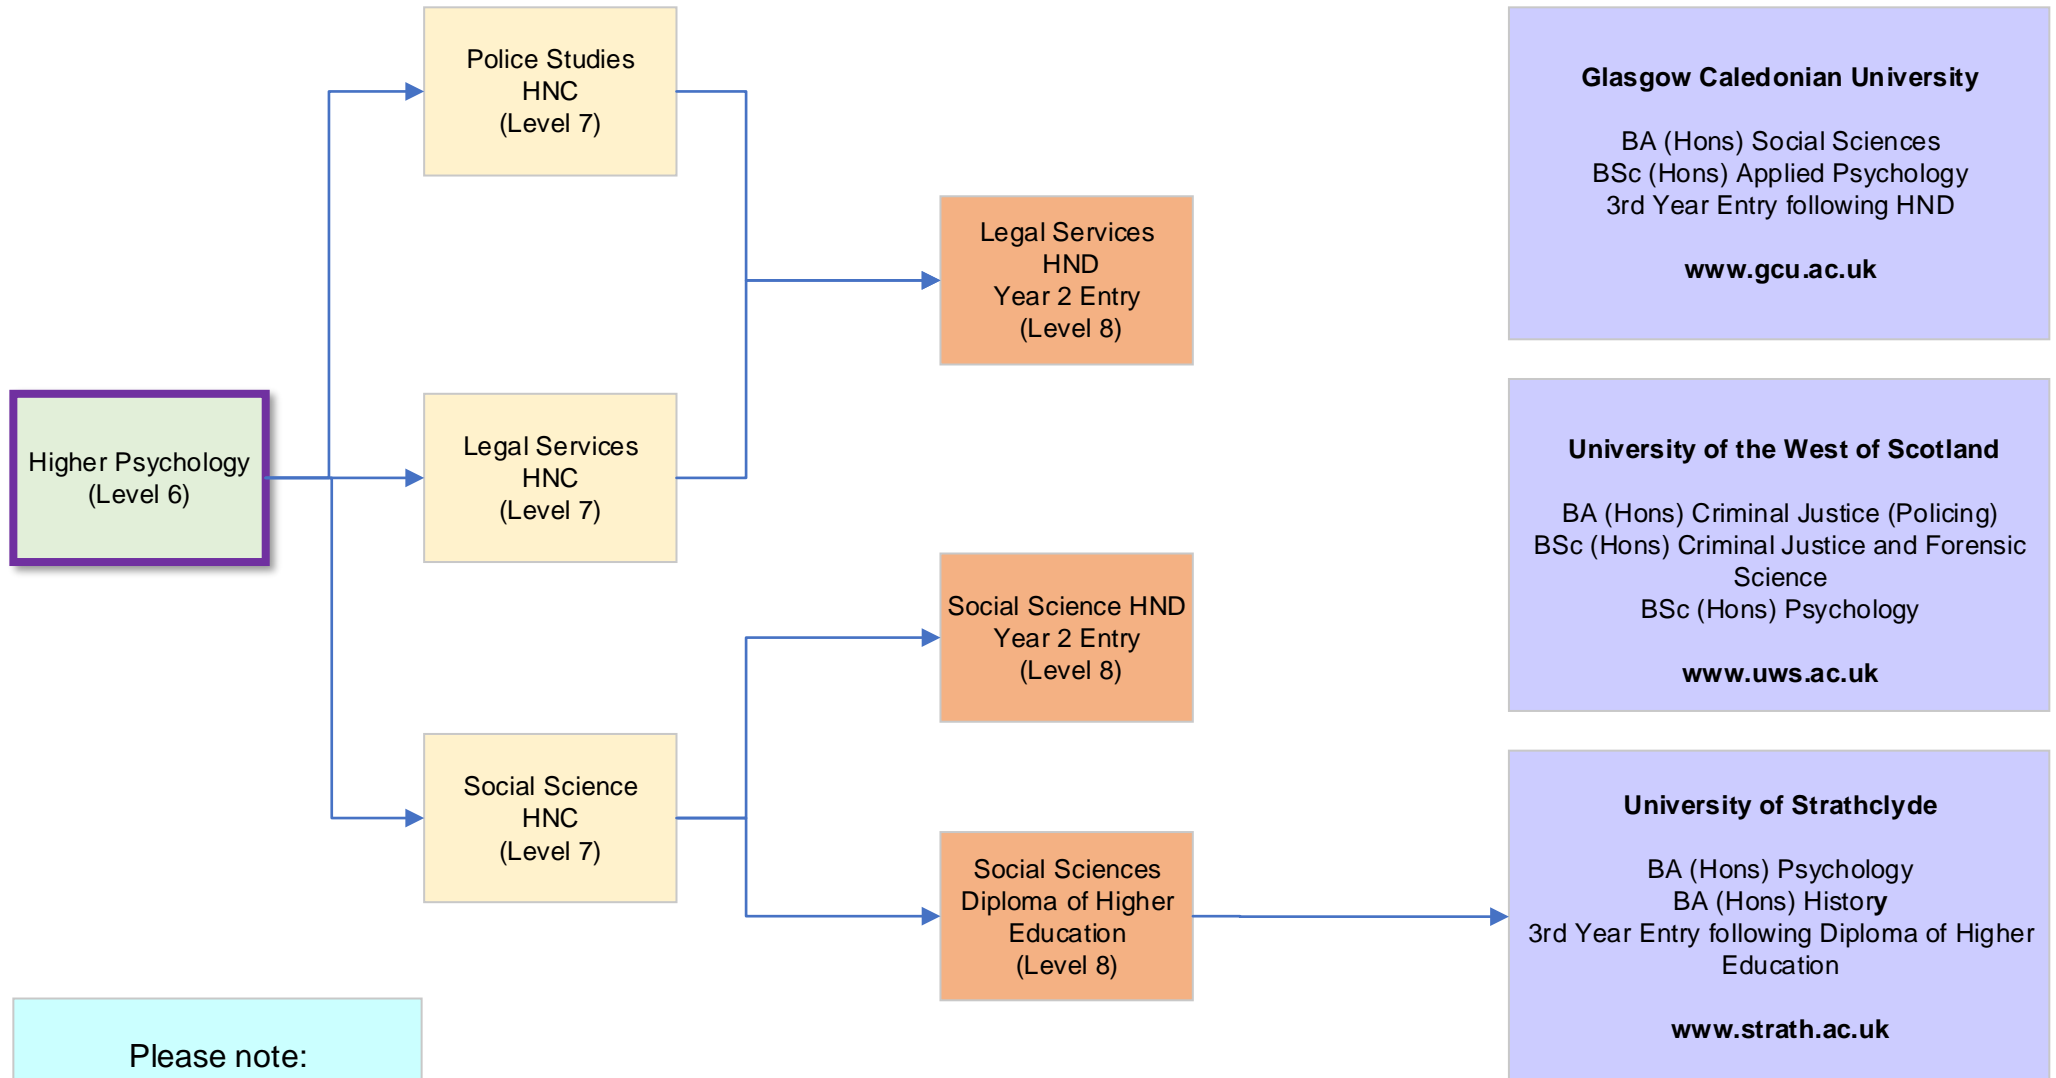 Police Studies
HNC
(Level 7)
Glasgow Caledonian University
BA (Hons) Social Sciences
BSc (Hons) Applied Psychology
3rd Year Entry following HND
www.gcu.ac.uk
Legal Services
HND
Year 2 Entry
(Level 8)
Higher Psychology
(Level 6)
Legal Services
HNC
(Level 7)
University of the West of Scotland
BA (Hons) Criminal Justice (Policing)
BSc (Hons) Criminal Justice and Forensic
Science
BSc (Hons) Psychology
www.uws.ac.uk
Social Science HND
Year 2 Entry
(Level 8)
Social Science
HNC
(Level 7)
Social Sciences
Diploma of Higher
Education
(Level 8)
University of Strathclyde
BA (Hons) Psychology
BA (Hons) History
3rd Year Entry following Diploma of Higher
Education
www.strath.ac.uk
Please note: